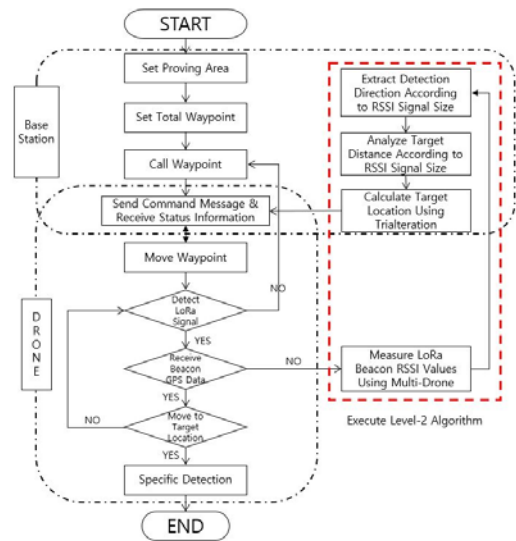 START
Set Proving Area
Set Total Waypoint
Call Waypoint
Base
Station
Send Command Message &
Receive Status Information
Move Waypoint
Detect
LoRa
Signal
NO
YES
Receive
Beacon
GPS Data
NO
YES
Move to
Target
Location
NO
YES
Specific Detection
END
DRONE
Extract Detection
Direction According
to RSSI Signal Size
Analyze Target
Distance According to
RSSI Signal Size
Calculate Target
Location Using
Trialteration
Measure LoRa
Beacon RSSI Values
Using Multi-Drone
Execute Level-2 Algorithm